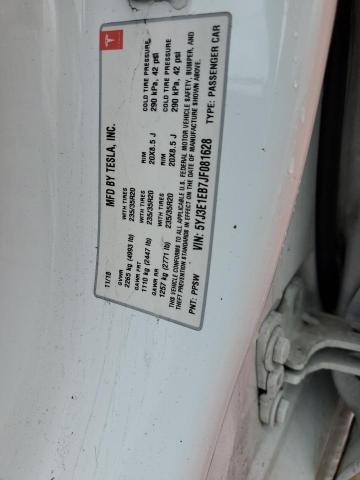 MFD BY TESLA, INC.
11/18
GVWR
2265 kg (4993 lb)
GAWR FRT
1110 kg (2447 lb)
WITH TIRES
235/35R20
RIM
20X8.5 J
COLD TIRE PRESSURE
290 kPa, 42 psi
GAWR RR
1257 kg (2771 lb)
WITH TIRES
235/35R20
RIM
20X8.5 J
COLD TIRE PRESSURE
290 kPa, 42 psi
THIS VEHICLE CONFORMS TO ALL APPLICABLE U.S. FEDERAL MOTOR VEHICLE SAFETY, BUMPER, AND
THEFT PREVENTION STANDARDS IN EFFECT ON THE DATE OF MANUFACTURE SHOWN ABOVE.
VIN: 5YJ3E1EB7JF081628
PNT: PPSW
TYPE: PASSENGER CAR